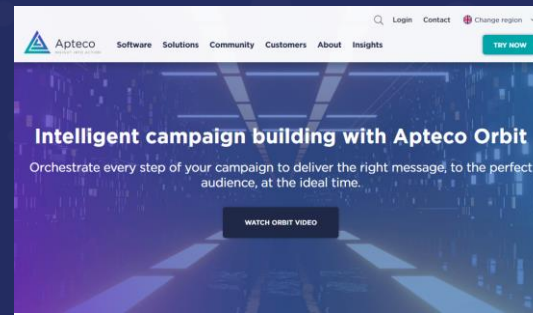 Login Contact Change region
Apteco Software Solutions Community Customers About Insights TRY NOW
Intelligent campaign building with Apteco Orbit
Orchestrate every step of your campaign to deliver the right message, to the perfect
audience, at the ideal time.
WATCH ORBIT VIDEO